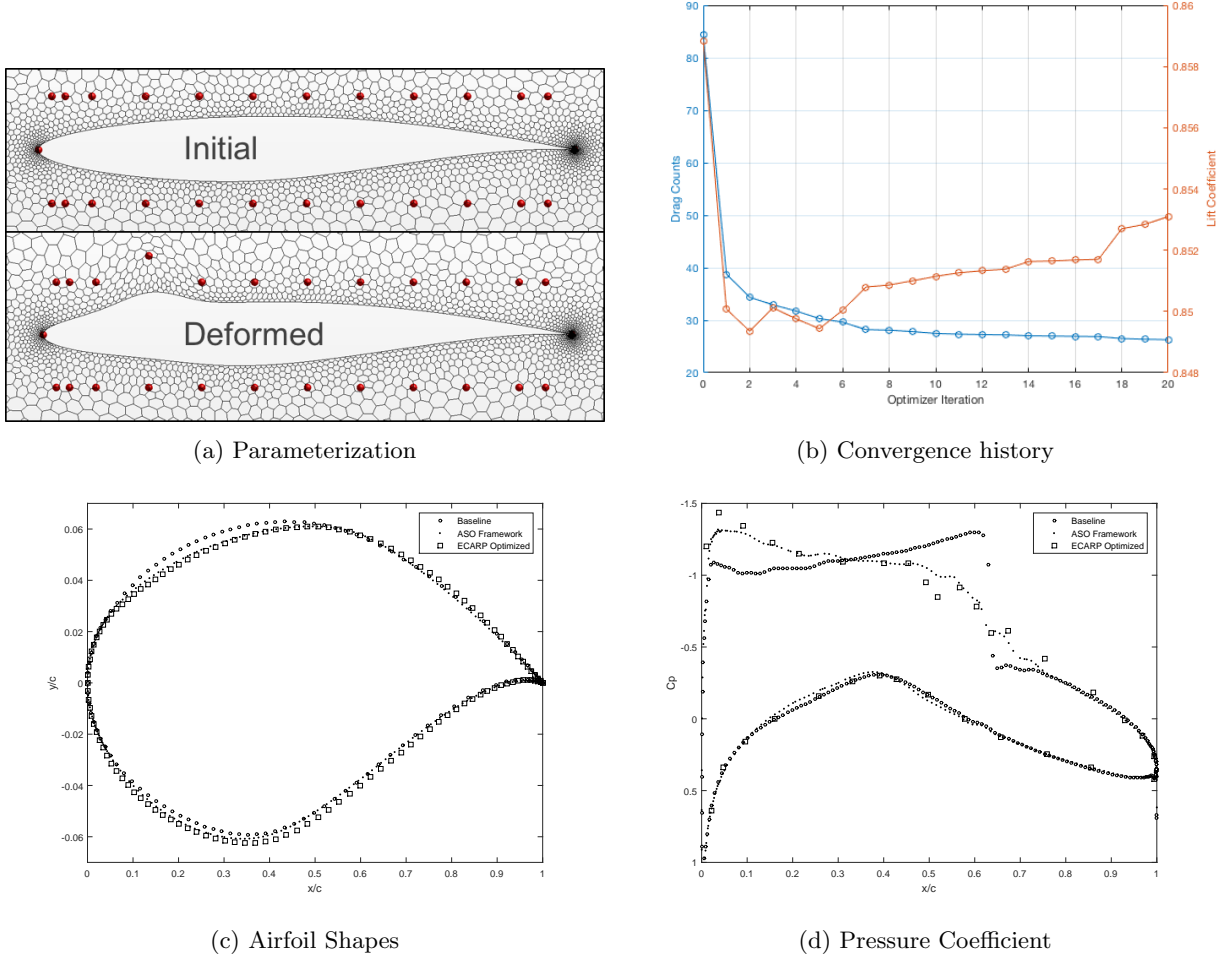 Initial
Deformed
(a) Parameterization
90
80
70
60
50
40
30
20
Drag Counts
0.86
0.858
0.856
0.854
0.852
0.85
0.848
Lift Coefficient
0 2 4 6 8 10 12 14 16 18 20
Optimizer Iteration
(b) Convergence history
0.06
0.04
0.02
0
-0.02
-0.04
-0.06
y/c
Baseline
ASO Framework
ECARP Optimized
0 0.1 0.2 0.3 0.4 0.5 0.6 0.7 0.8 0.9 1
x/c
(c) Airfoil Shapes
-1.5
-1
-0.5
0
0.5
1
Cp
Baseline
ASO Framework
ECARP Optimized
0 0.1 0.2 0.3 0.4 0.5 0.6 0.7 0.8 0.9 1
x/c
(d) Pressure Coefficient